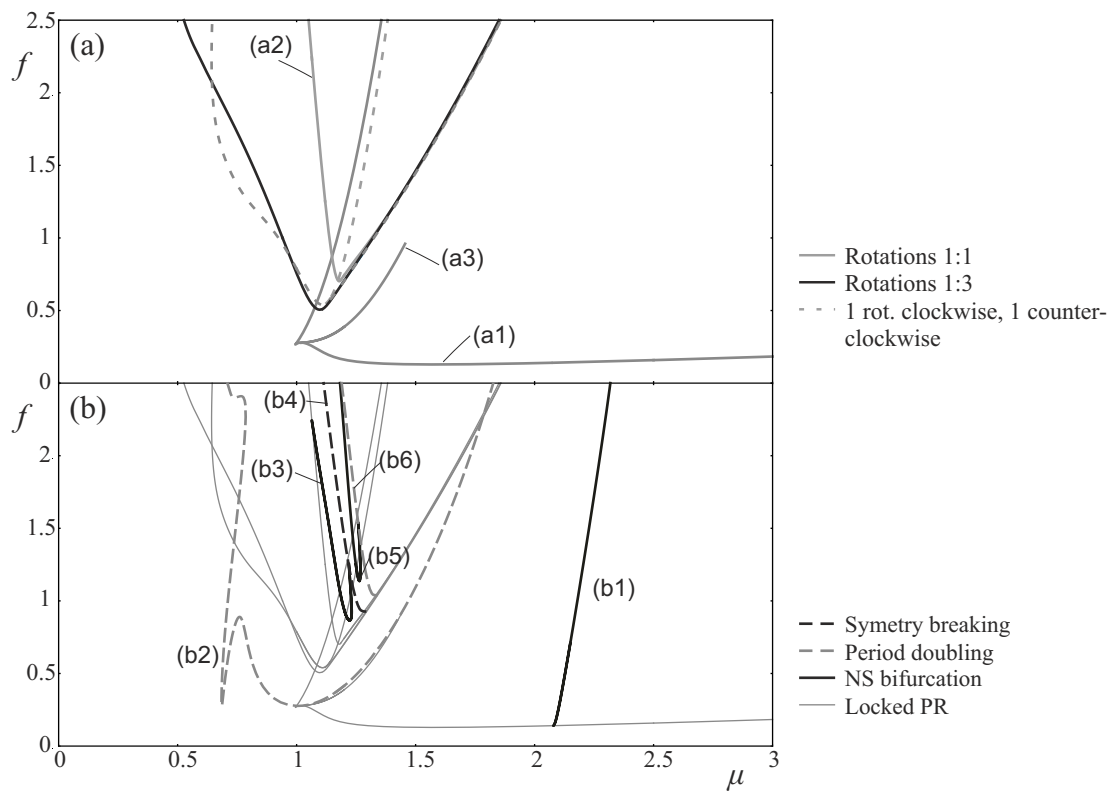 (a)
f
2.5
2
1.5
1
0.5
0
(a2)
(a3)
(a1)
Rotations 1:1
Rotations 1:3
1 rot. clockwise, 1 counter-
clockwise
(b)
f
2
1.5
1
0.5
0
(b4)
(b3)
(b6)
(b5)
(b2)
(b1)
Symetry breaking
Period doubling
NS bifurcation
Locked PR
0
0.5
1
1.5
2
2.5
3
μ